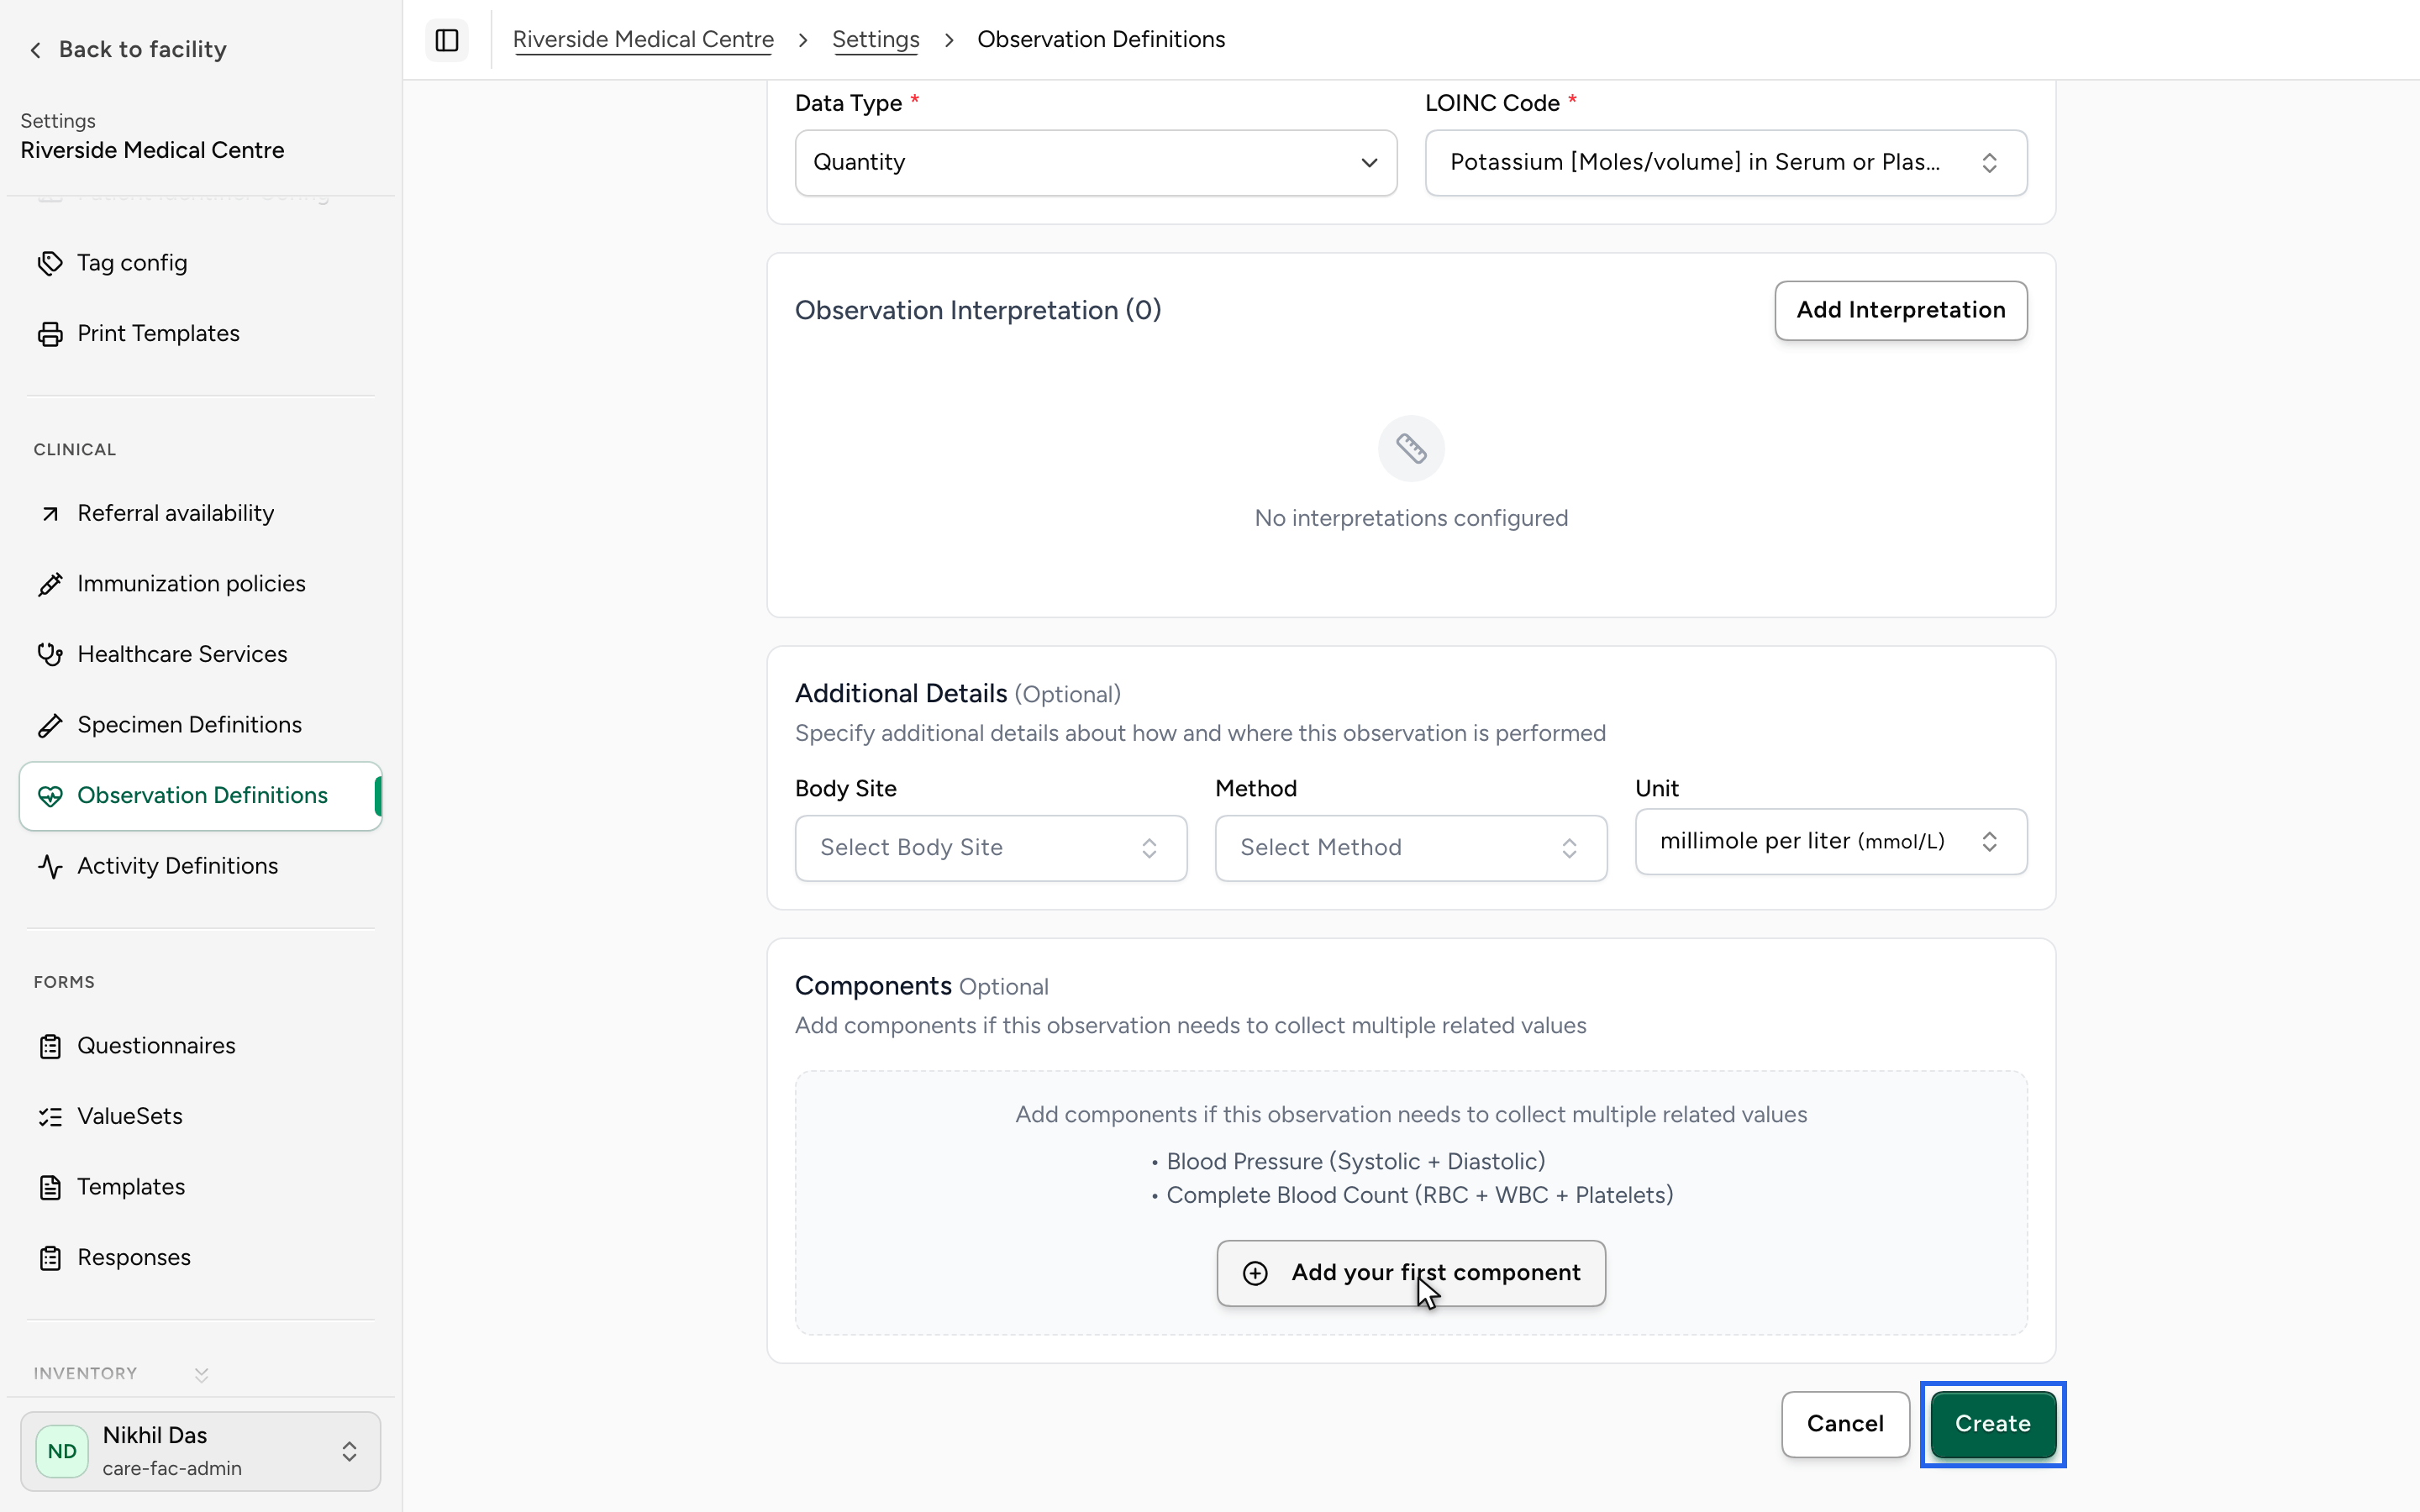 Back to facility
Settings
Riverside Medical Centre
Tag config
Print Templates
CLINICAL
Referral availability
Immunization policies
Healthcare Services
Specimen Definitions
Observation Definitions
Activity Definitions
FORMS
Questionnaires
ValueSets
Templates
Responses
INVENTORY
ND
Nikhil Das
care-fac-admin
Riverside Medical Centre > Settings > Observation Definitions
Data Type *
Quantity
LOINC Code *
Potassium [Moles/volume] in Serum or Plas...
Observation Interpretation (0)
Add Interpretation
No interpretations configured
Additional Details (Optional)
Specify additional details about how and where this observation is performed
Body Site
Select Body Site
Method
Select Method
Unit
millimole per liter (mmol/L)
Components Optional
Add components if this observation needs to collect multiple related values
Add components if this observation needs to collect multiple related values
• Blood Pressure (Systolic + Diastolic)
• Complete Blood Count (RBC + WBC + Platelets)
Add your first component
Cancel
Create